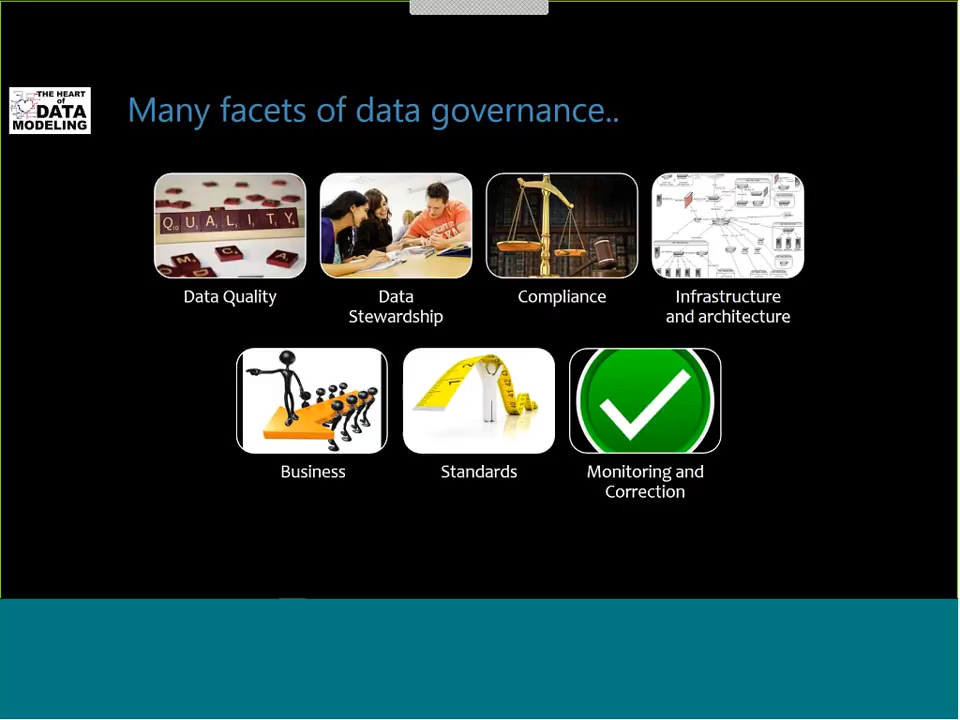 THE HEART
of
DATA
MODELING
Many facets of data governance..
QUALITY
M C A
Data Quality
Data
Stewardship
Compliance
Infrastructure
and architecture
Business
Standards
Monitoring and
Correction